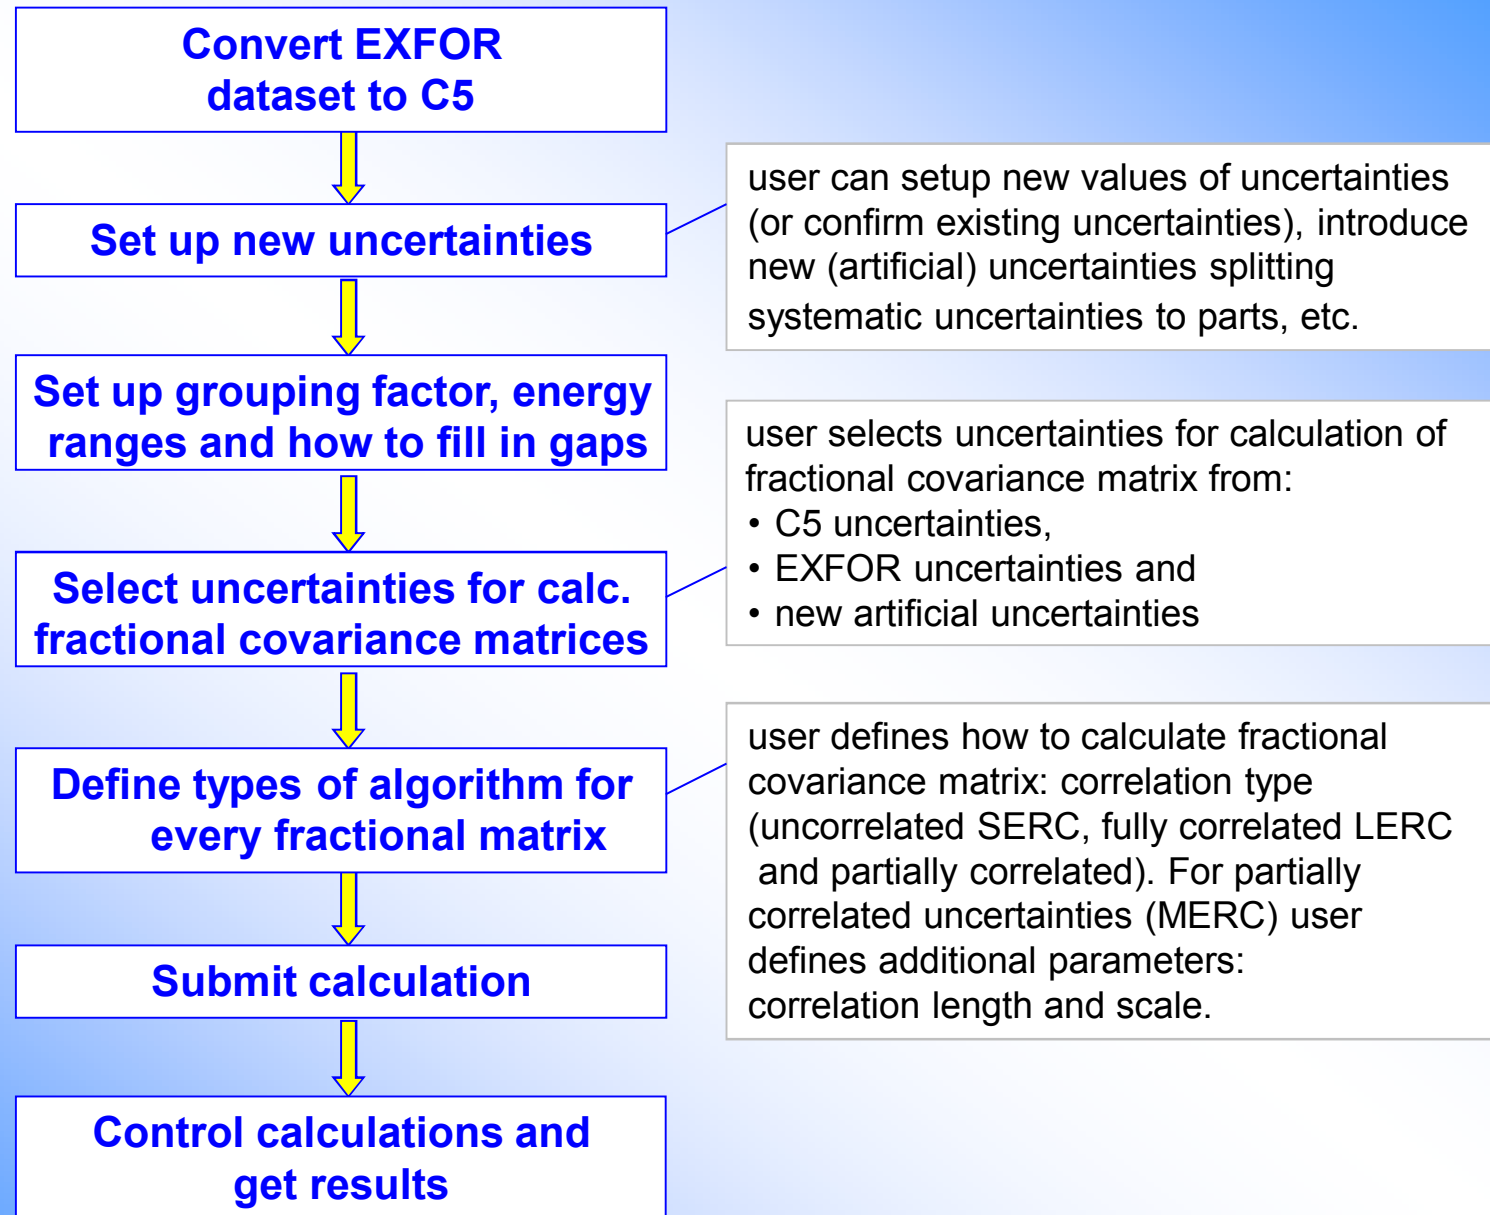 Convert EXFOR
dataset to C5
Set up new uncertainties
user can setup new values of uncertainties
(or confirm existing uncertainties), introduce
new (artificial) uncertainties splitting
systematic uncertainties to parts, etc.
Set up grouping factor, energy
ranges and how to fill in gaps
Select uncertainties for calc.
fractional covariance matrices
user selects uncertainties for calculation of
fractional covariance matrix from:
• C5 uncertainties,
• EXFOR uncertainties and
• new artificial uncertainties
Define types of algorithm for
every fractional matrix
user defines how to calculate fractional
covariance matrix: correlation type
(uncorrelated SERC, fully correlated LERC
and partially correlated). For partially
correlated uncertainties (MERC) user
defines additional parameters:
correlation length and scale.
Submit calculation
Control calculations and
get results